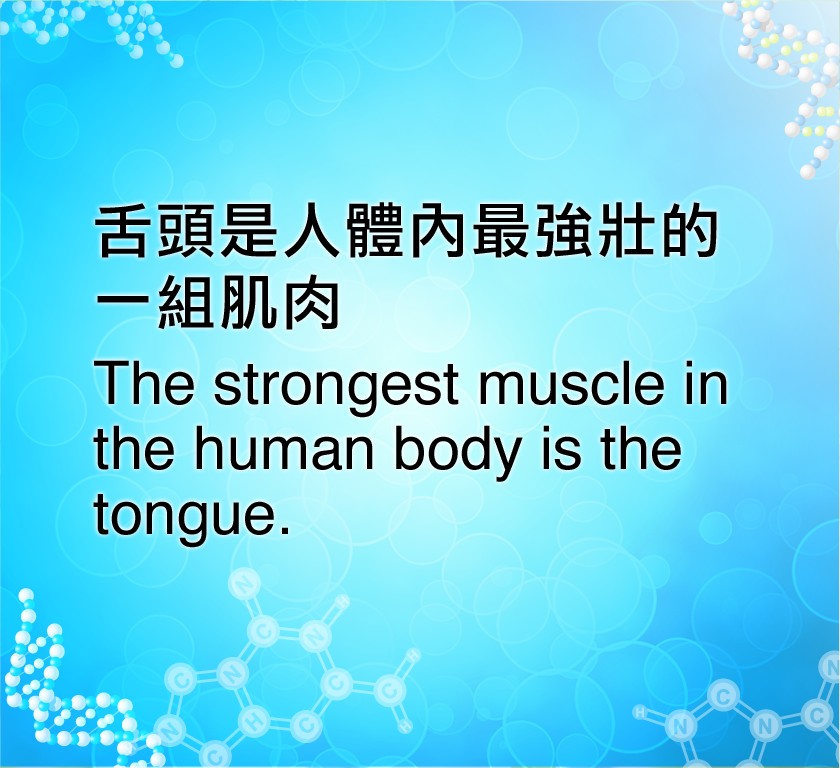 舌頭是人體內最強壯的
一組肌肉
The strongest muscle in
the human body is the
tongue.
N
C
N
H
C
N
C
H
C
H
N
C
H
C
C
H
N
C
N
C
N
C